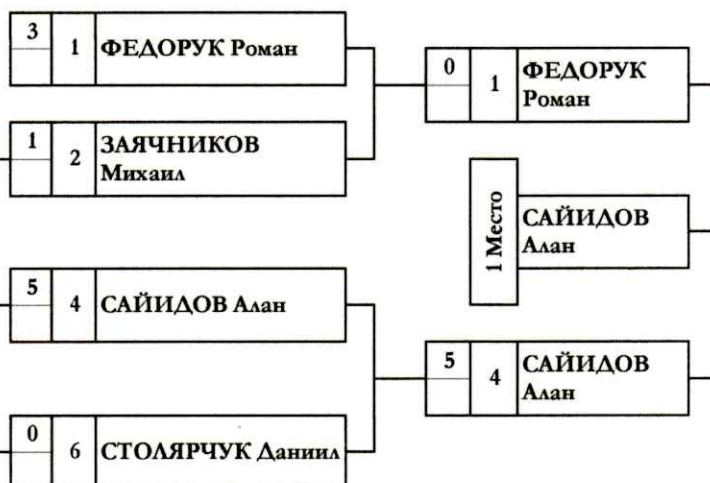 3
1
ФЕДОРУК Роман
1
2
ЗАЯЧНИКОВ
Михаил
5
4
САЙИДОВ Алан
0
6
СТОЛЯРЧУК Даниил
0
1
ФЕДОРУК
Роман
1 Место
САЙИДОВ
Алан
5
4
САЙИДОВ
Алан